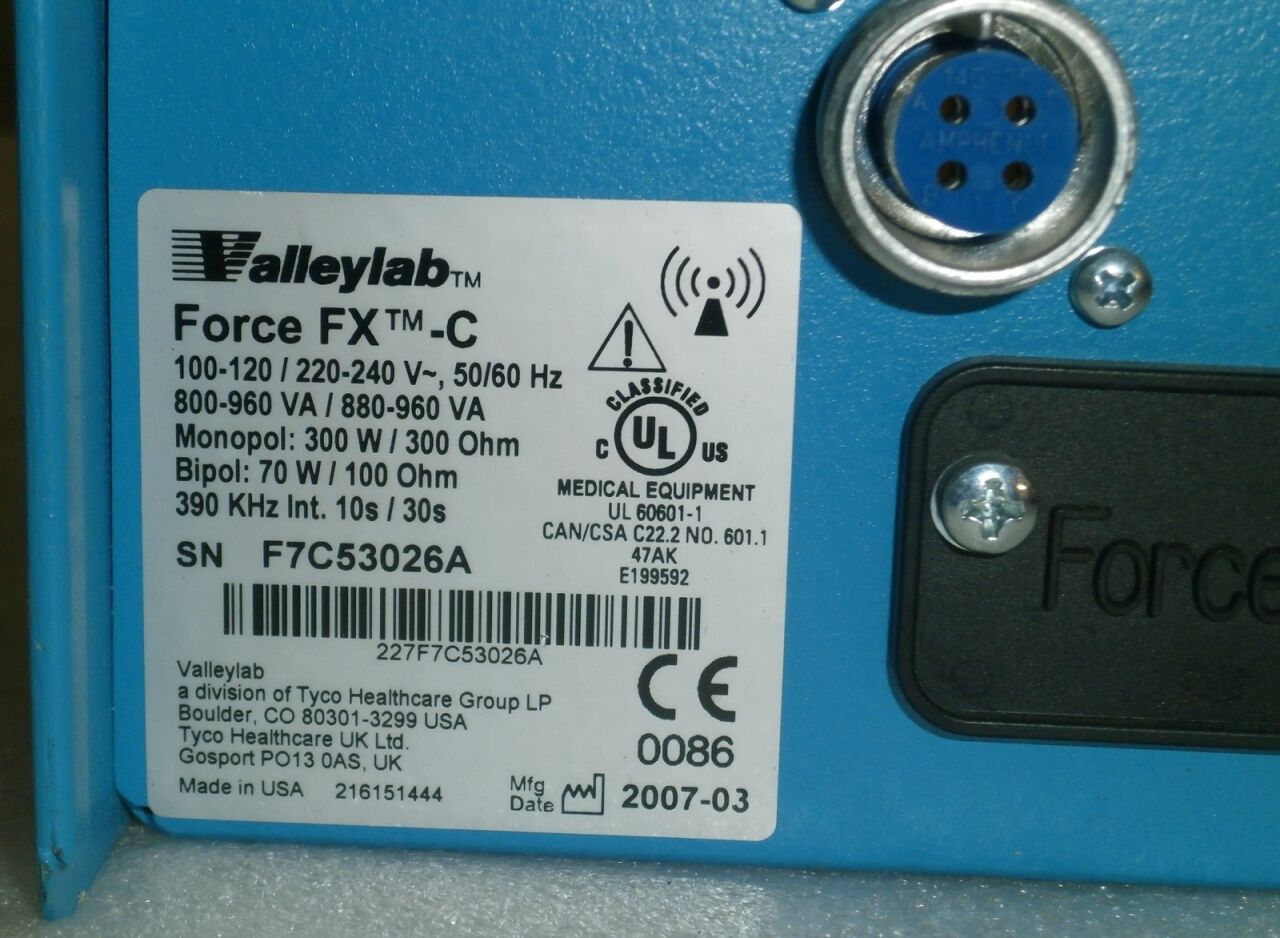 Valleylab™
Force FX™-C
100-120 / 220-240 V~, 50/60 Hz
800-960 VA / 880-960 VA
Monopol: 300 W / 300 Ohm
Bipol: 70 W / 100 Ohm
390 KHz Int. 10s / 30s
SN F7C53026A
227F7C53026A
CLASSIFIED
C UL US
MEDICAL EQUIPMENT
UL 60601-1
CAN/CSA C22.2 NO. 601.1
47AK
E199592
Valleylab
a division of Tyco Healthcare Group LP
Boulder, CO 80301-3299 USA
Tyco Healthcare UK Ltd.
Gosport PO13 0AS, UK
Made in USA 216151444
CE
0086
Mfg
Date 2007-03
Force